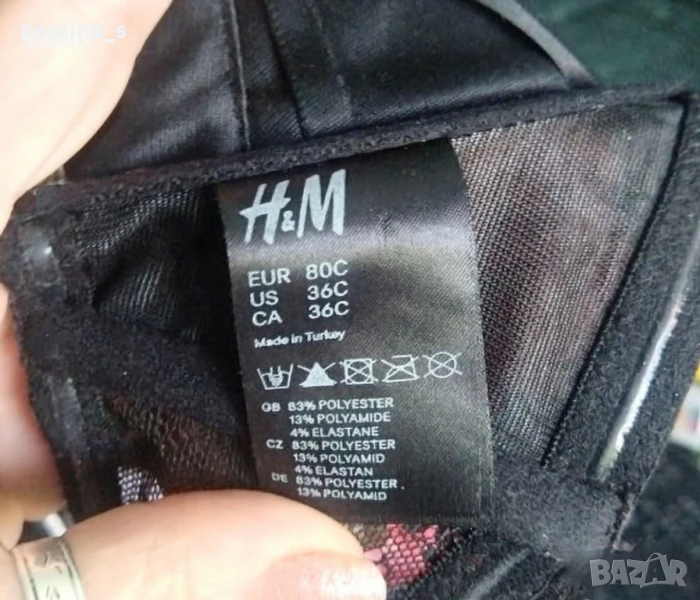 H&M
EUR 80C
US 36C
CA 36C
Made in Turkey
GB 83% POLYESTER
13% POLYAMIDE
4% ELASTANE
CZ 83% POLYESTER
13% POLYAMID
4% ELASTAN
DE 83% POLYESTER
13% POLYAMID
BAZAR